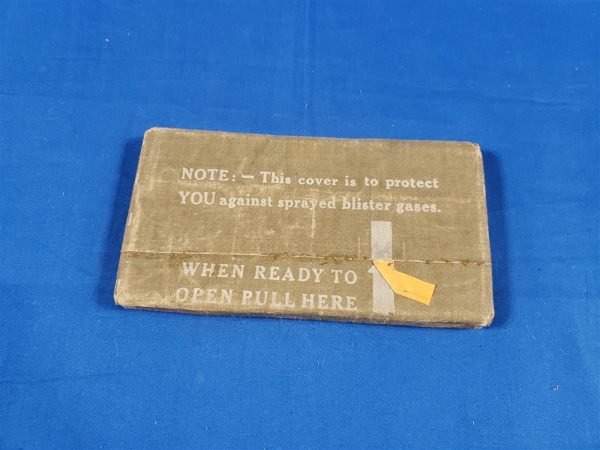 NOTE: — This cover is to protect
YOU against sprayed blister gases.
WHEN READY TO
OPEN PULL HERE